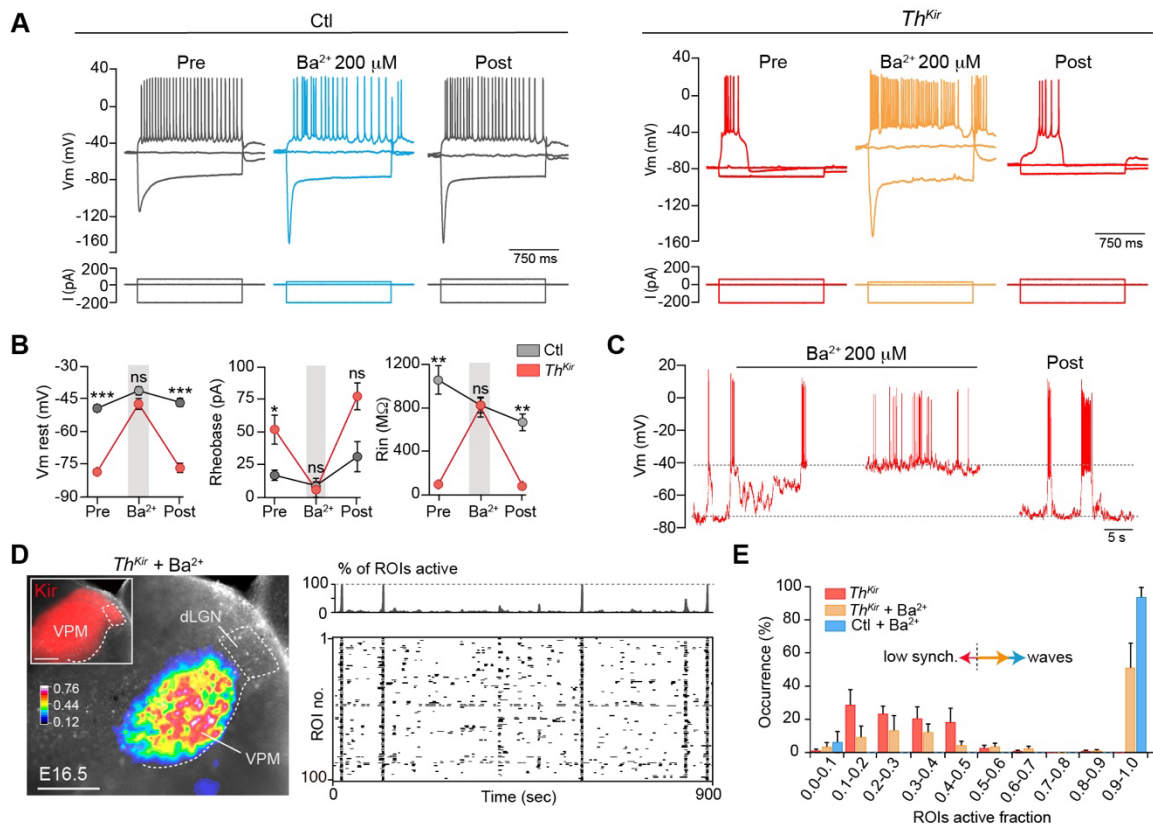 A
Ctl
Th^Kir
Pre
Ba²⁺ 200 μM
Post
Pre
Ba²⁺ 200 μM
Post
Vm (mV)
40
0
-40
-80
-120
-160
750 ms
I (pA)
200
0
-200
Vm (mV)
40
0
-40
-80
-120
-160
750 ms
I (pA)
200
0
-200
B
Vm rest (mV)
-30
-45
-60
-75
-90
*** ns ***
Pre Ba²⁺ Post
Rheobase (pA)
100
75
50
25
0
* ns ns
Pre Ba²⁺ Post
Rin (MΩ)
1200
800
400
0
** ns **
Pre Ba²⁺ Post
Ctl
Th^Kir
C
Ba²⁺ 200 μM
Post
Vm (mV)
20
0
-20
-40
-60
-80
5 s
D
Th^Kir + Ba²⁺
Kir
VPM
dLGN
0.76
0.44
0.12
VPM
E16.5
% of ROIs active
100
0
ROI no.
1
100
0 Time (sec) 900
E
Occurrence (%)
100
80
60
40
20
0
Th^Kir
Th^Kir + Ba²⁺
Ctl + Ba²⁺
low synch. waves
0.0-0.1
0.1-0.2
0.2-0.3
0.3-0.4
0.4-0.5
0.5-0.6
0.6-0.7
0.7-0.8
0.8-0.9
0.9-1.0
ROIs active fraction